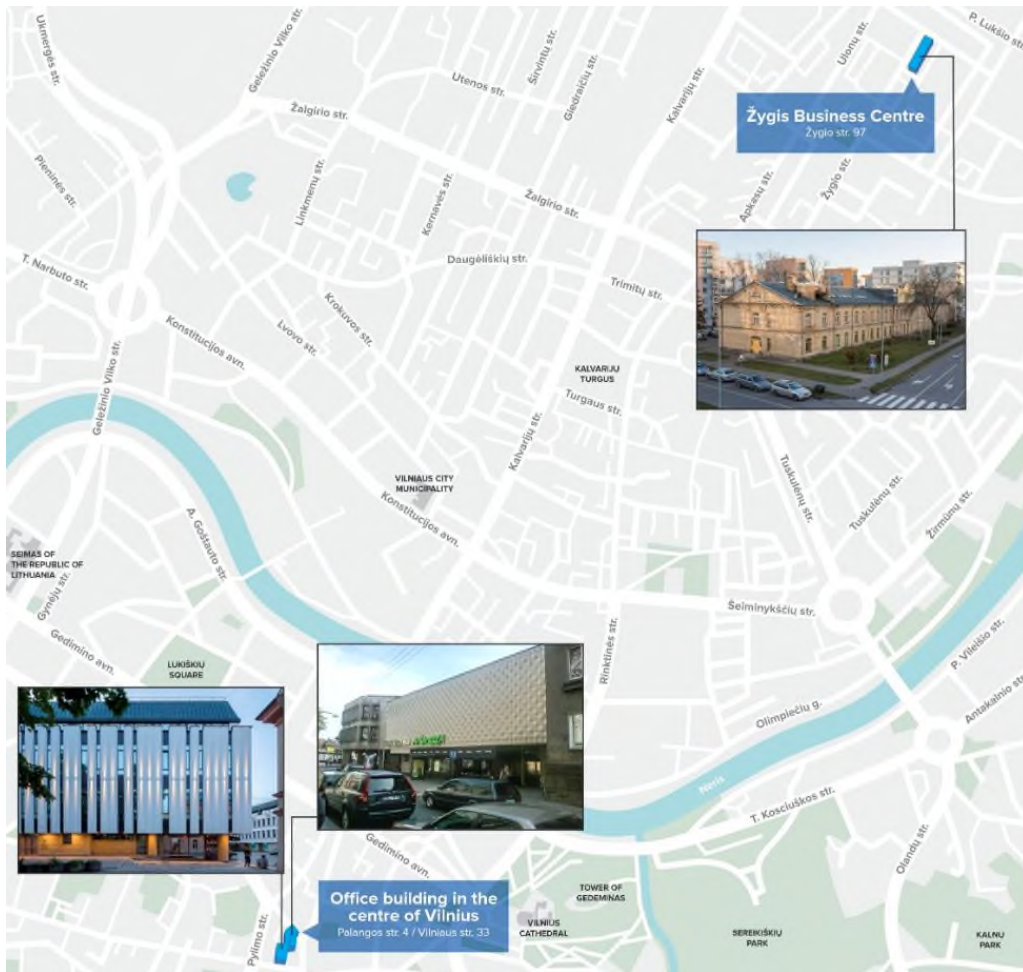 Ukmergės str.
Geležinio Vilko str.
Utenos str.
Širvintų str.
Giedraičių str.
Kalvarijų str.
Ulonų str.
P. Lukšio str.
Žygis Business Centre
Žygio str. 97
Žalgirio str.
Pieninės str.
Linkmenų str.
Kernavės str.
Žalgirio str.
Apkasų str.
Žygio str.
T. Narbuto str.
Daugėliškių str.
Trimitų str.
Konstitucijos avn.
Lvovo str.
Krokuvos str.
Geležinio Vilko str.
KALVARIJŲ
TURGUS
Turgaus str.
Kalvarijų str.
VILNIAUS CITY
MUNICIPALITY
Konstitucijos avn.
Tuskulėnų str.
Tuskulėnų str.
Žirmūnų str.
A. Goštauto str.
SEIMAS OF
THE REPUBLIC OF
LITHUANIA
Gynėjų str.
Gedimino avn.
Šeiminykščių str.
Rinktinės str.
P. Vileišio str.
LUKIŠKIŲ
SQUARE
Antakalnio str.
Olimpiečių g.
Neris
T. Kosciuškos str.
Olandų str.
Gedimino avn.
Office building in the
centre of Vilnius
Palangos str. 4 / Vilniaus str. 33
Pylimo str.
TOWER OF
GEDEMINAS
VILNIUS
CATHEDRAL
SEREIKIŠKIŲ
PARK
KALNŲ
PARK